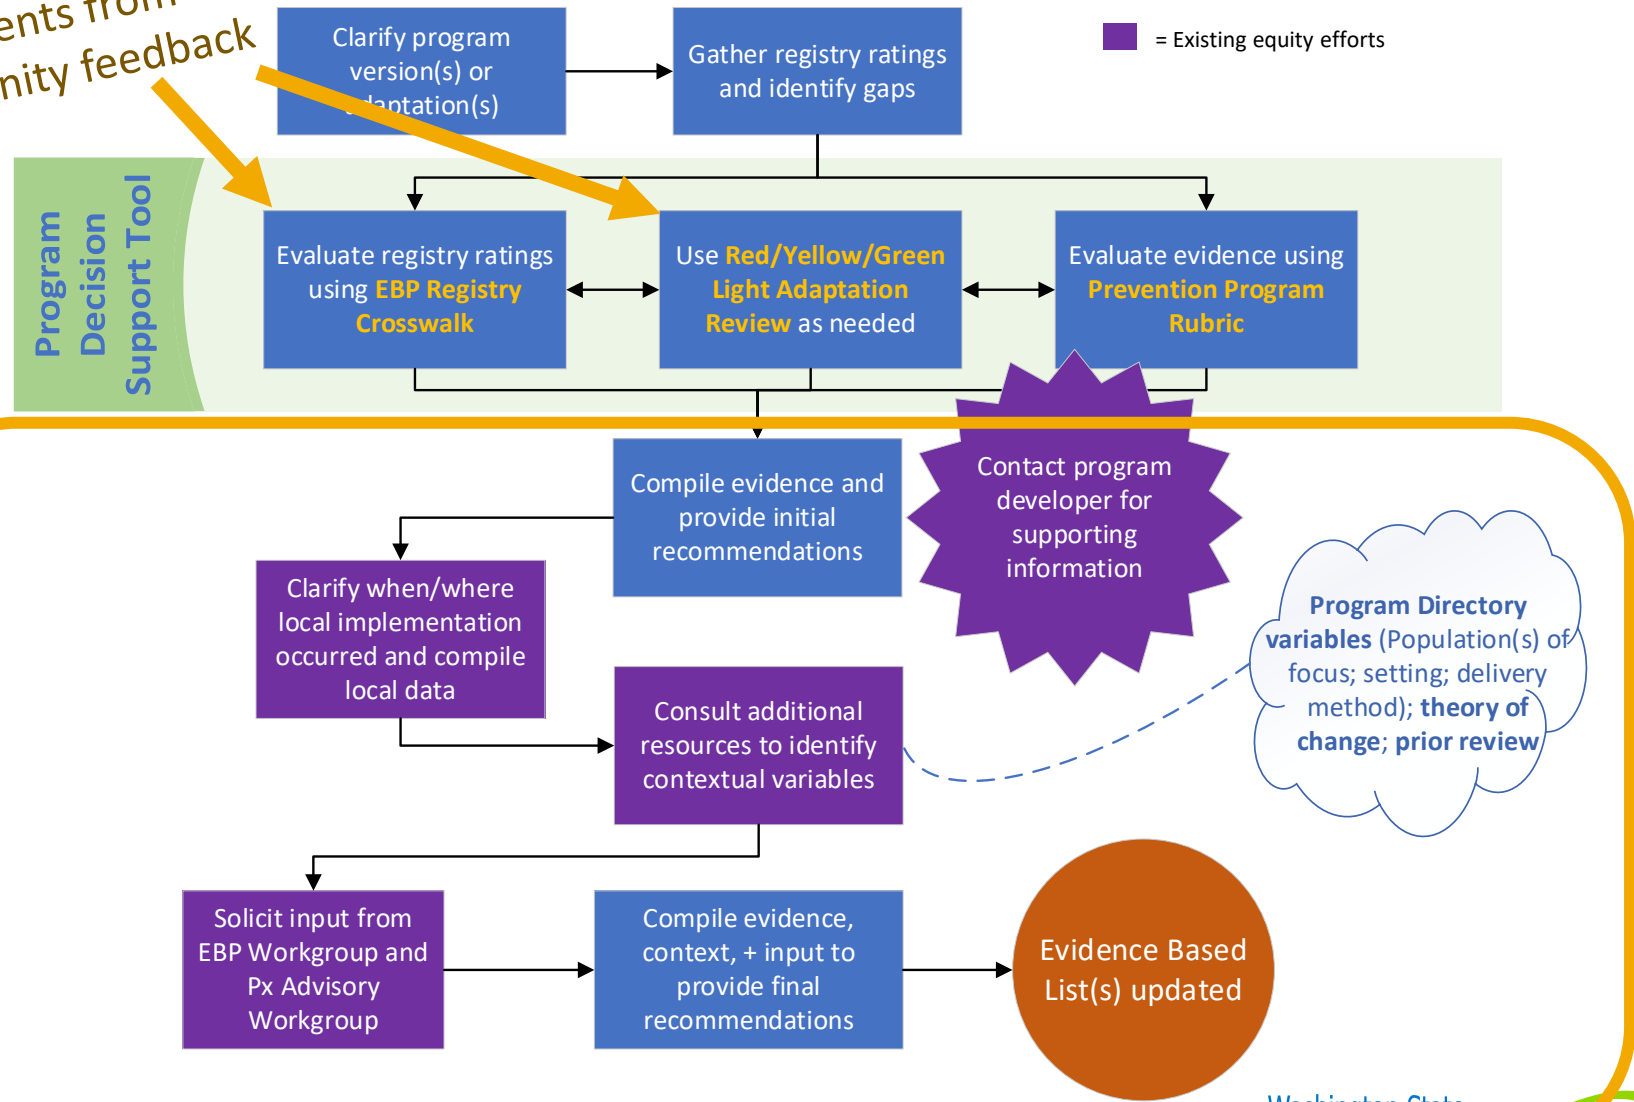 from
feedback
Clarify program
version(s) or
adaptation(s)
Gather registry ratings
and identify gaps
= Existing equity efforts
Program
Decision
Support Tool
Evaluate registry ratings
using EBP Registry
Crosswalk
Use Red/Yellow/Green
Light Adaptation
Review as needed
Evaluate evidence using
Prevention Program
Rubric
Compile evidence and
provide initial
recommendations
Contact program
developer for
supporting
information
Clarify when/where
local implementation
occurred and compile
local data
Consult additional
resources to identify
contextual variables
Program Directory
variables (Population(s) of
focus; setting; delivery
method); theory of
change; prior review
Solicit input from
EBP Workgroup and
Px Advisory
Workgroup
Compile evidence,
context, + input to
provide final
recommendations
Evidence Based
List(s) updated
Washington State